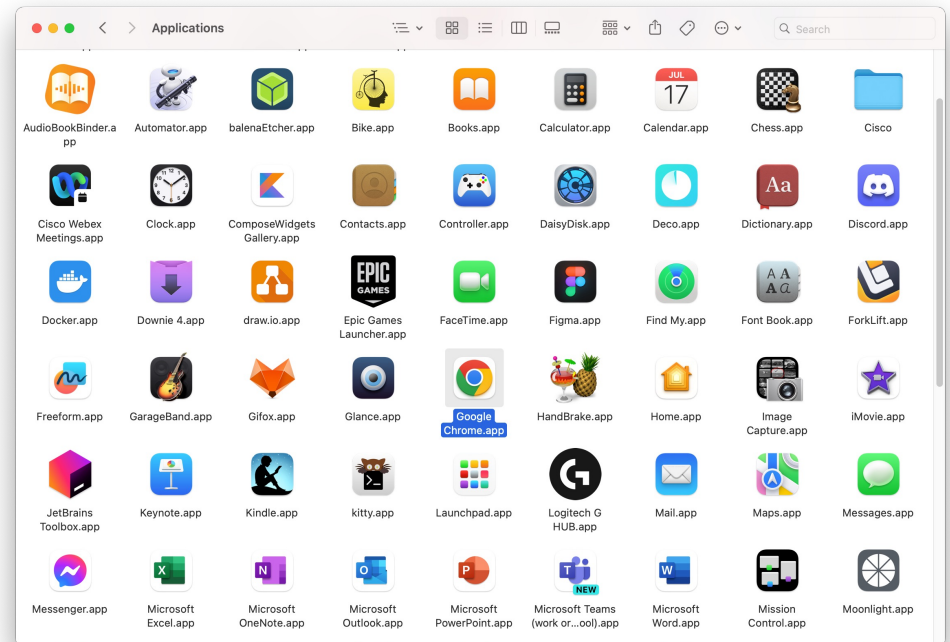 Applications
Search
JUL
17
AudioBookBinder.a
pp
Automator.app
balenaEtcher.app
Bike.app
Books.app
Calculator.app
Calendar.app
Chess.app
Cisco
Aa
Cisco Webex
Meetings.app
Clock.app
ComposeWidgets
Gallery.app
Contacts.app
Controller.app
DaisyDisk.app
Deco.app
Dictionary.app
Discord.app
EPIC
GAMES
A A
A a
Docker.app
Downie 4.app
draw.io.app
Epic Games
Launcher.app
FaceTime.app
Figma.app
Find My.app
Font Book.app
ForkLift.app
Freeform.app
GarageBand.app
Gifox.app
Glance.app
Google
Chrome.app
HandBrake.app
Home.app
Image
Capture.app
iMovie.app
JetBrains
Toolbox.app
Keynote.app
Kindle.app
kitty.app
Launchpad.app
Logitech G
HUB.app
Mail.app
Maps.app
Messages.app
X
N
O
P
T
NEW
W
Messenger.app
Microsoft
Excel.app
Microsoft
OneNote.app
Microsoft
Outlook.app
Microsoft
PowerPoint.app
Microsoft Teams
(work or...ool).app
Microsoft
Word.app
Mission
Control.app
Moonlight.app